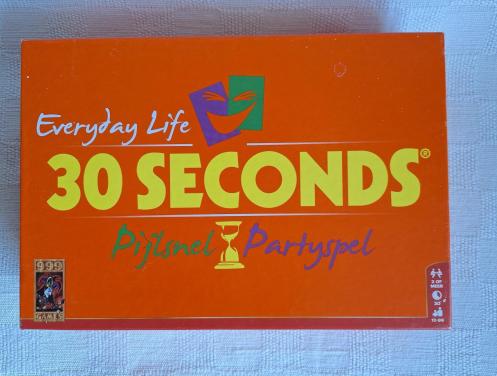 Everyday Life
30 SECONDS®
Pijlsnel Partyspel
999
GAMES